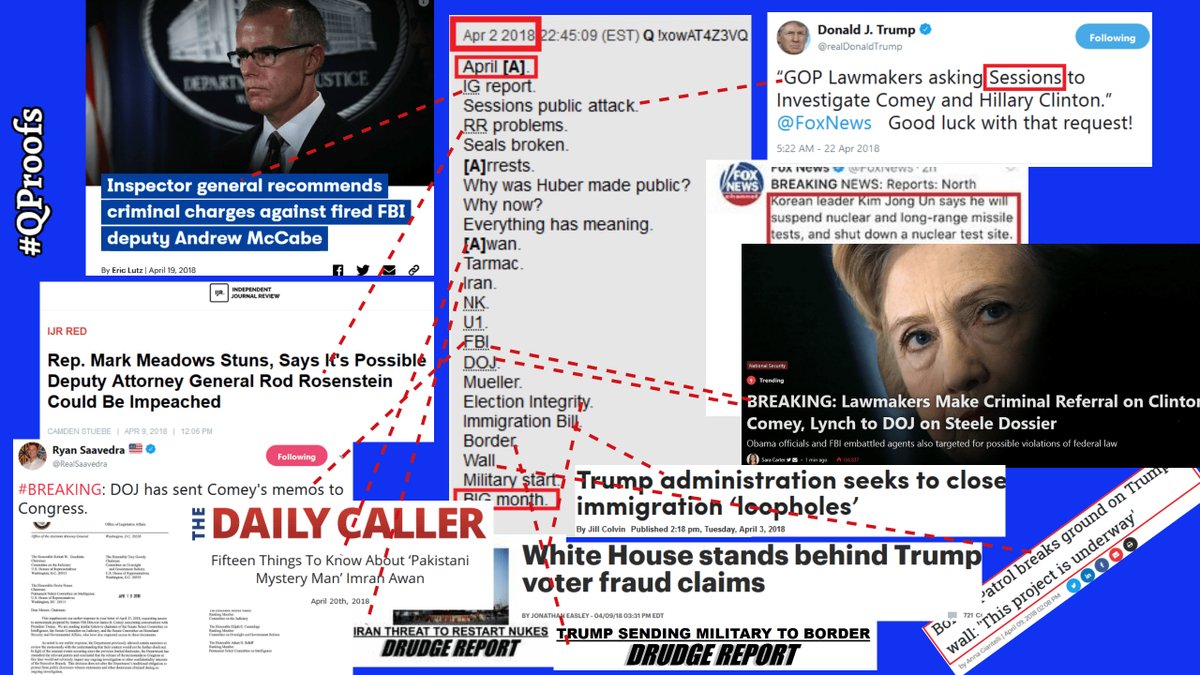 #QProofs
Inspector general recommends
criminal charges against fired FBI
deputy Andrew McCabe
By Eric Lutz | April 19, 2018
INDEPENDENT
JOURNAL REVIEW
IJR RED
Rep. Mark Meadows Stuns, Says It's Possible
Deputy Attorney General Rod Rosenstein
Could Be Impeached
CAMDEN STUEBE | APR 9, 2018 | 12:06 PM
Ryan Saavedra
@RealSaavedra
Following
#BREAKING: DOJ has sent Comey's memos to
Congress.
THE
DAILY CALLER
Fifteen Things To Know About 'Pakistani
Mystery Man' Imran Awan
April 20th, 2018
IRAN THREAT TO RESTART NUKES
DRUDGE REPORT
Apr 2 2018 22:45:09 (EST) Q !xowAT4Z3VQ
April [A].
IG report.
Sessions public attack.
RR problems.
Seals broken.
[A]rrests.
Why was Huber made public?
Why now?
Everything has meaning.
[A]wan.
Tarmac.
Iran.
NK.
U1.
FBI.
DOJ.
Mueller.
Election Integrity.
Immigration Bill.
Border.
Wall.
Military start.
BIG month.
Donald J. Trump
@realDonaldTrump
Following
“GOP Lawmakers asking Sessions to
Investigate Comey and Hillary Clinton.”
@FoxNews Good luck with that request!
5:22 AM - 22 Apr 2018
FOX
NEWS
Fox News @FoxNews · 2h
BREAKING NEWS: Reports: North
Korean leader Kim Jong Un says he will
suspend nuclear and long-range missile
tests, and shut down a nuclear test site.
National Security
Trending
BREAKING: Lawmakers Make Criminal Referral on Clinton
Comey, Lynch to DOJ on Steele Dossier
Obama officials and FBI embattled agents also targeted for possible violations of federal law
Sara Carter
1 min ago
Trump administration seeks to close
immigration ‘loopholes’
By Jill Colvin Published 2:18 pm, Tuesday, April 3, 2018
White House stands behind Trump
voter fraud claims
BY JONATHAN EASLEY - 04/09/18 03:31 PM EDT
TRUMP SENDING MILITARY TO BORDER
DRUDGE REPORT
Patrol breaks ground on Trump
wall: 'This project is underway'
by Anna Giaritelli | April 09, 2018 02:08 PM